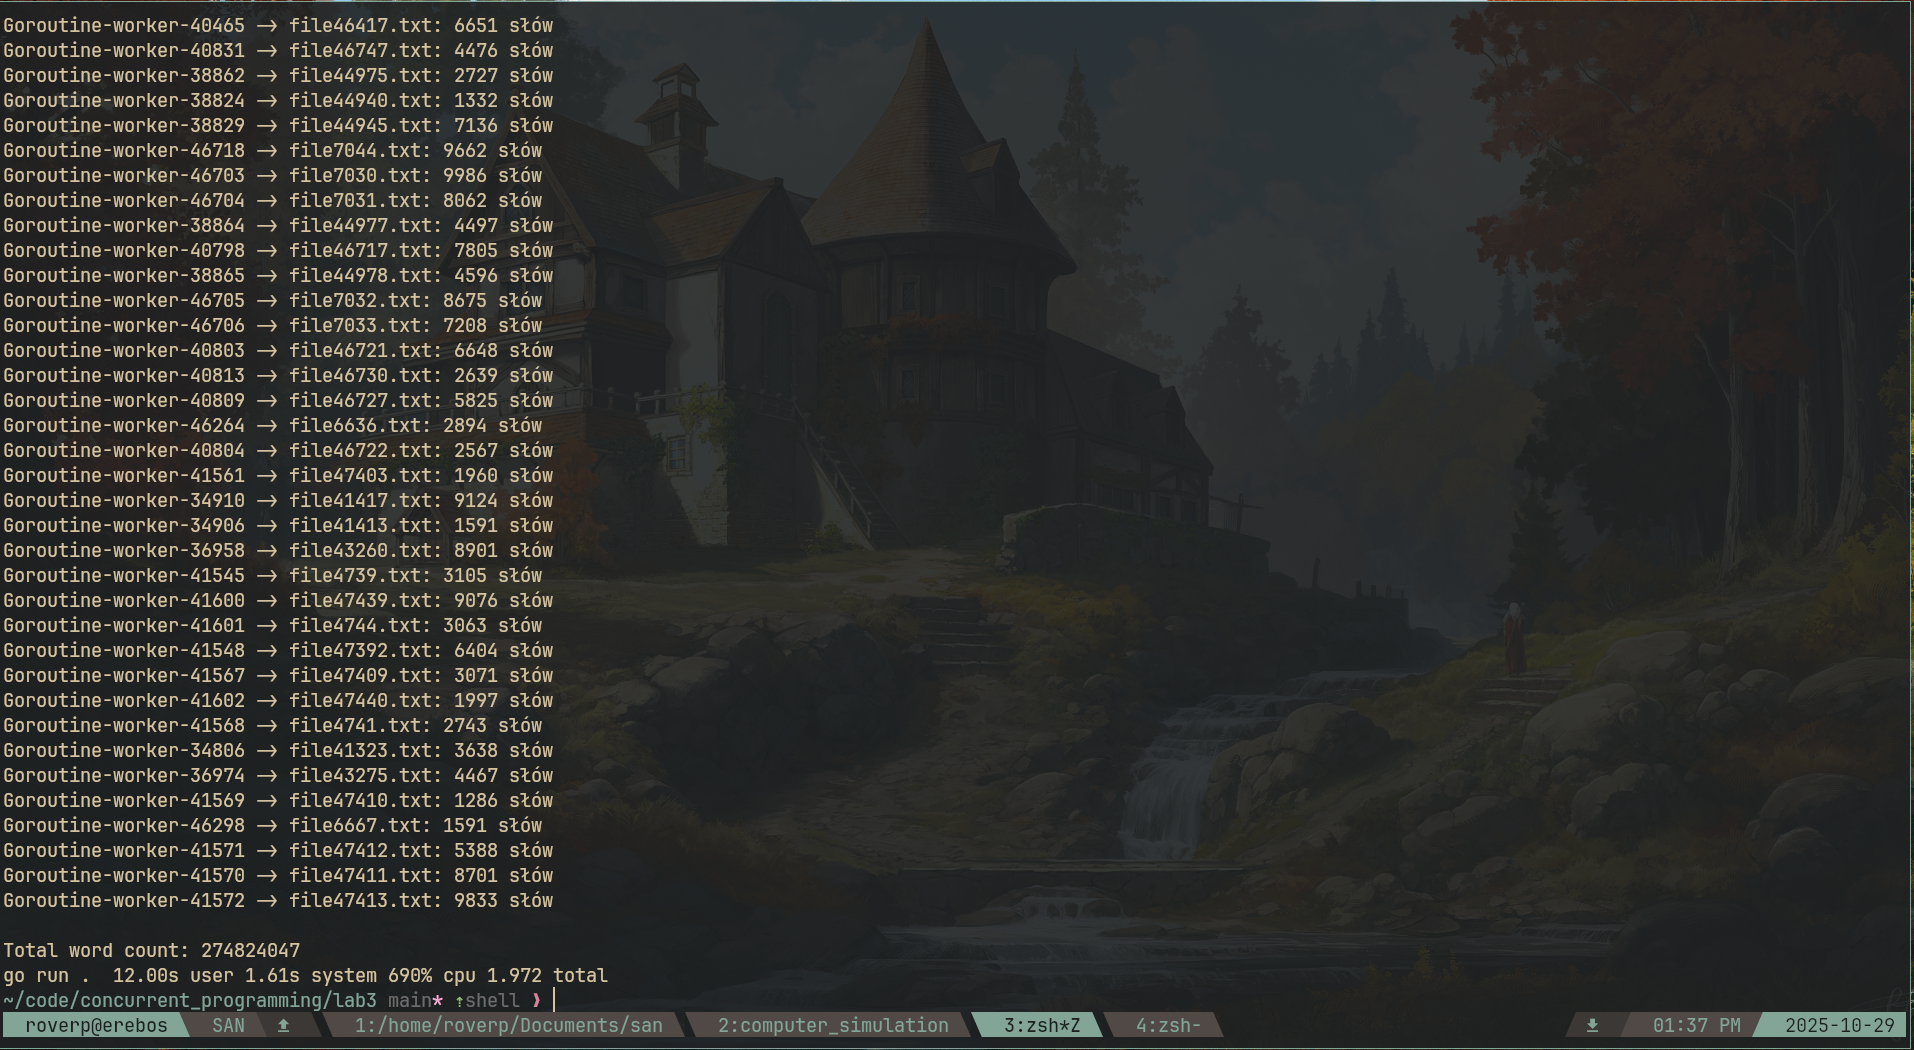 Goroutine-worker-40465 -> file46417.txt: 6651 słów
Goroutine-worker-40831 -> file46747.txt: 4476 słów
Goroutine-worker-38862 -> file44975.txt: 2727 słów
Goroutine-worker-38824 -> file44940.txt: 1332 słów
Goroutine-worker-38829 -> file44945.txt: 7136 słów
Goroutine-worker-46718 -> file7044.txt: 9662 słów
Goroutine-worker-46703 -> file7030.txt: 9986 słów
Goroutine-worker-46704 -> file7031.txt: 8062 słów
Goroutine-worker-38864 -> file44977.txt: 4497 słów
Goroutine-worker-40798 -> file46717.txt: 7805 słów
Goroutine-worker-38865 -> file44978.txt: 4596 słów
Goroutine-worker-46705 -> file7032.txt: 8675 słów
Goroutine-worker-46706 -> file7033.txt: 7208 słów
Goroutine-worker-40803 -> file46721.txt: 6648 słów
Goroutine-worker-40813 -> file46730.txt: 2639 słów
Goroutine-worker-40809 -> file46727.txt: 5825 słów
Goroutine-worker-46264 -> file6636.txt: 2894 słów
Goroutine-worker-40804 -> file46722.txt: 2567 słów
Goroutine-worker-41561 -> file47403.txt: 1960 słów
Goroutine-worker-34910 -> file41417.txt: 9124 słów
Goroutine-worker-34906 -> file41413.txt: 1591 słów
Goroutine-worker-36958 -> file43260.txt: 8901 słów
Goroutine-worker-41545 -> file4739.txt: 3105 słów
Goroutine-worker-41600 -> file47439.txt: 9076 słów
Goroutine-worker-41601 -> file4744.txt: 3063 słów
Goroutine-worker-41548 -> file47392.txt: 6404 słów
Goroutine-worker-41567 -> file47409.txt: 3071 słów
Goroutine-worker-41602 -> file47440.txt: 1997 słów
Goroutine-worker-41568 -> file4741.txt: 2743 słów
Goroutine-worker-34806 -> file41323.txt: 3638 słów
Goroutine-worker-36974 -> file43275.txt: 4467 słów
Goroutine-worker-41569 -> file47410.txt: 1286 słów
Goroutine-worker-46298 -> file6667.txt: 1591 słów
Goroutine-worker-41571 -> file47412.txt: 5388 słów
Goroutine-worker-41570 -> file47411.txt: 8701 słów
Goroutine-worker-41572 -> file47413.txt: 9833 słów
Total word count: 274824047
go run .  12.00s user 1.61s system 690% cpu 1.972 total
~/code/concurrent_programming/lab3 main* ⇡shell ❱
roverp@erebos SAN 1:/home/roverp/Documents/san 2:computer_simulation 3:zsh*Z 4:zsh- 01:37 PM 2025-10-29